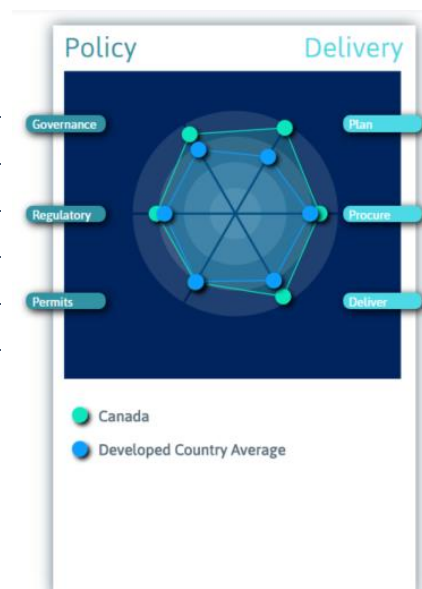 Policy Delivery
Governance Plan
Regulatory Procure
Permits Deliver
Canada
Developed Country Average